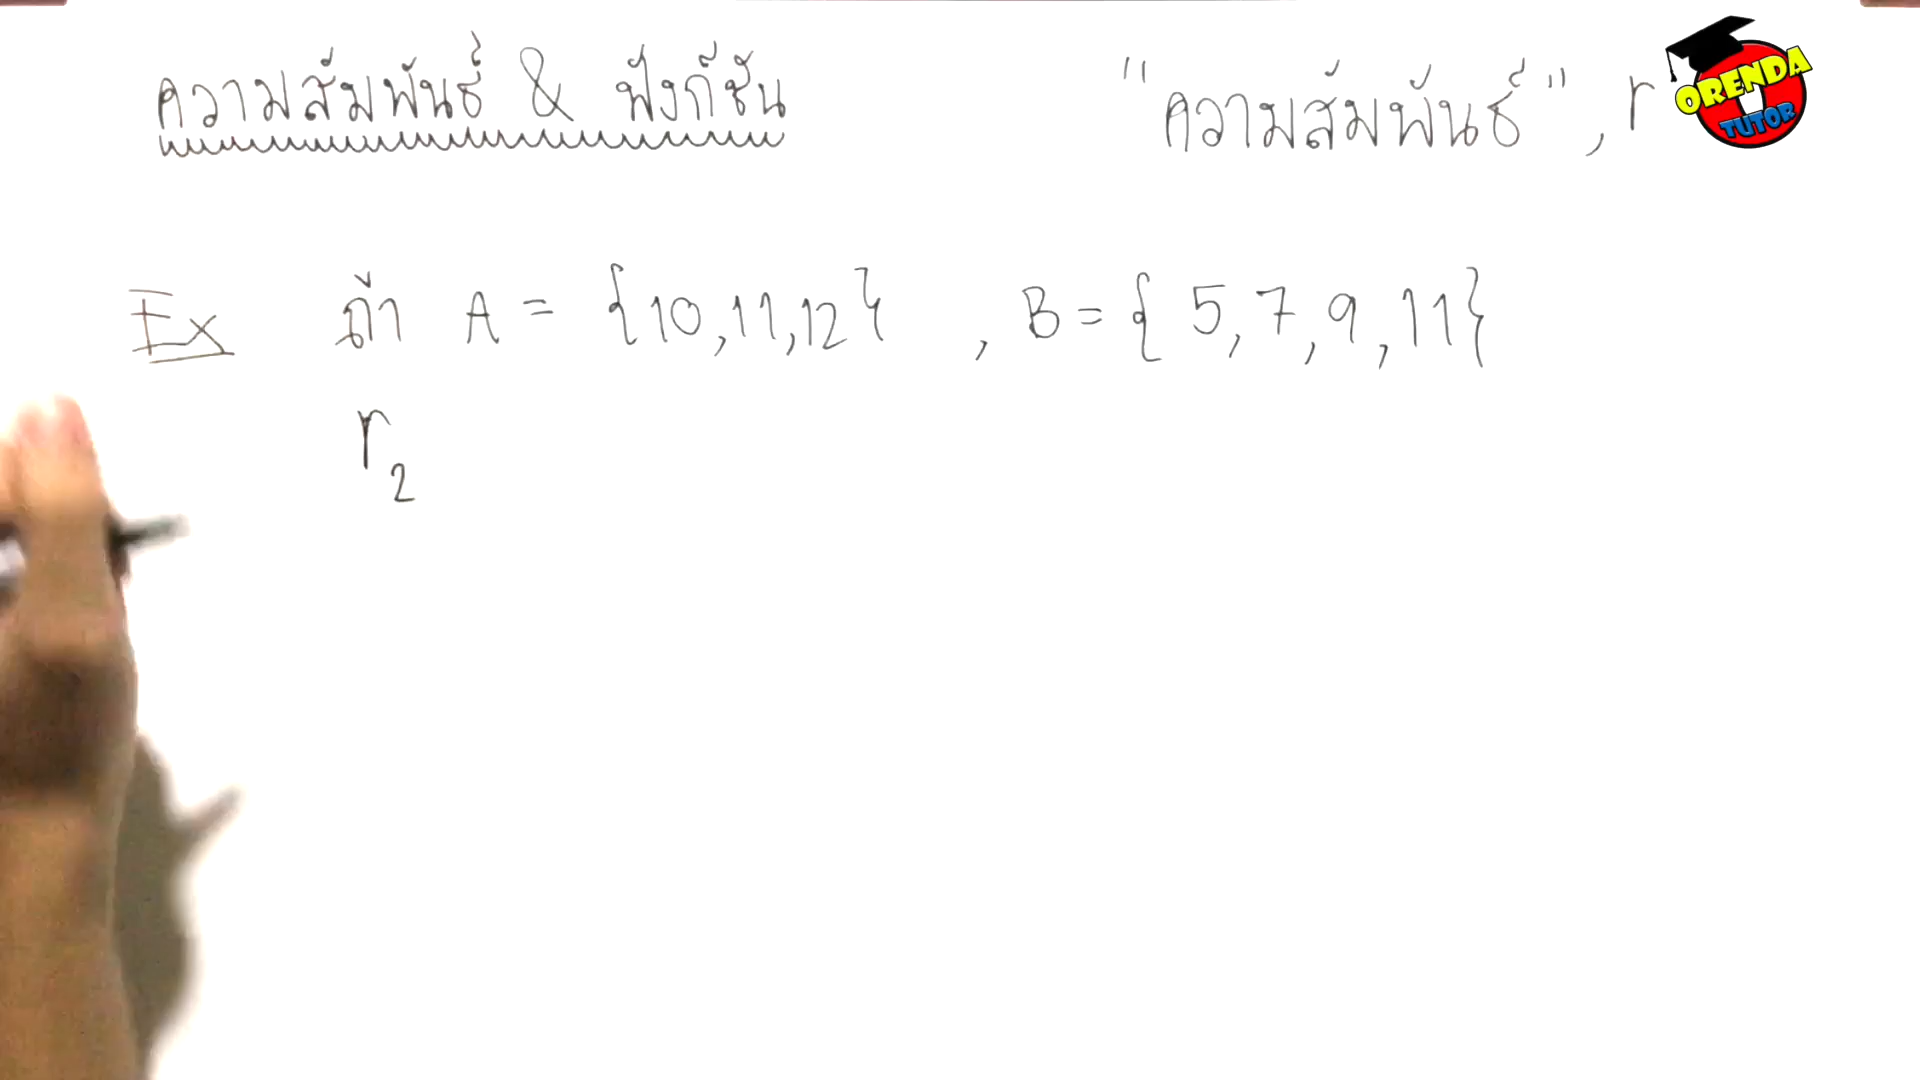 ความสัมพันธ์ & ฟังก์ชัน
"ความสัมพันธ์" , r
ORENDA
TUTOR
Ex ถ้า A = {10,11,12} , B = { 5,7,9,11}
r2